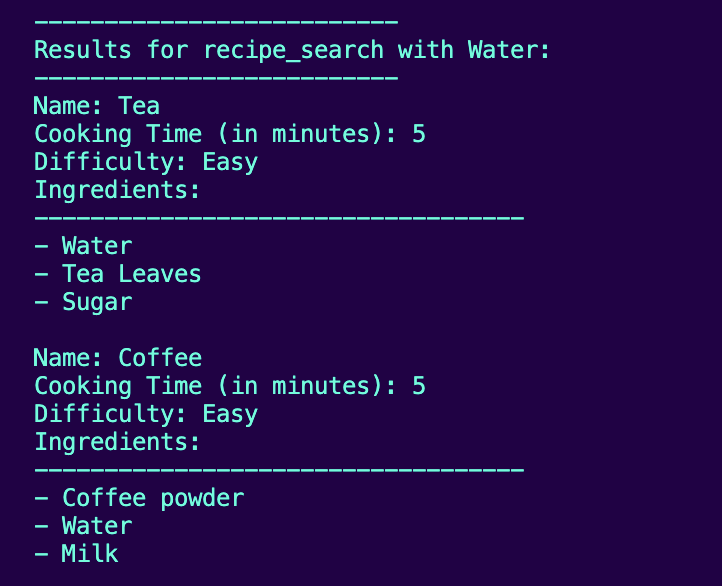 --------------------------
Results for recipe_search with Water:
--------------------------
Name: Tea
Cooking Time (in minutes): 5
Difficulty: Easy
Ingredients:
-----------------------------------
- Water
- Tea Leaves
- Sugar

Name: Coffee
Cooking Time (in minutes): 5
Difficulty: Easy
Ingredients:
-----------------------------------
- Coffee powder
- Water
- Milk